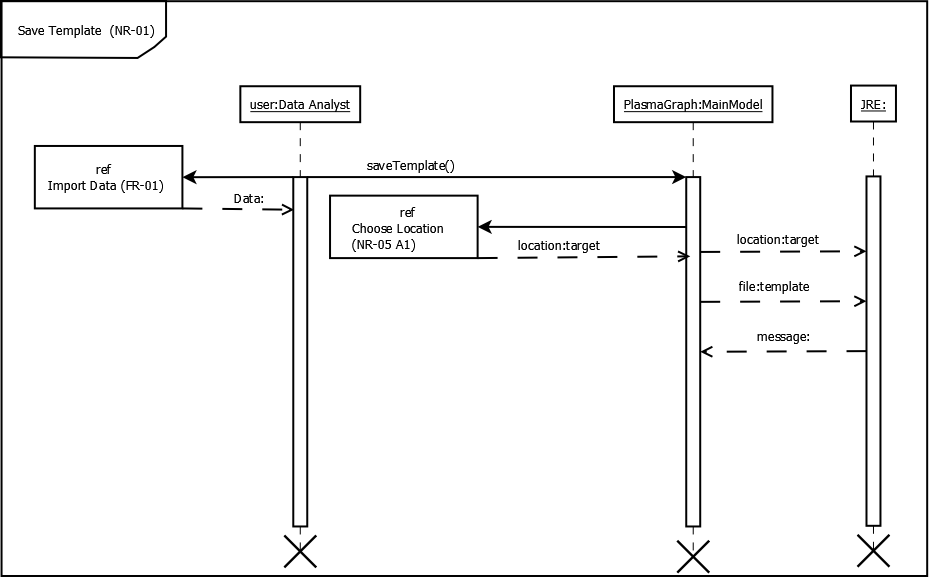 Save Template  (NR-01)
user:Data Analyst
PlasmaGraph:MainModel
JRE:
saveTemplate()
ref
Import Data (FR-01)
Data:
ref
Choose Location
(NR-05 A1)
location:target
location:target
file:template
message: